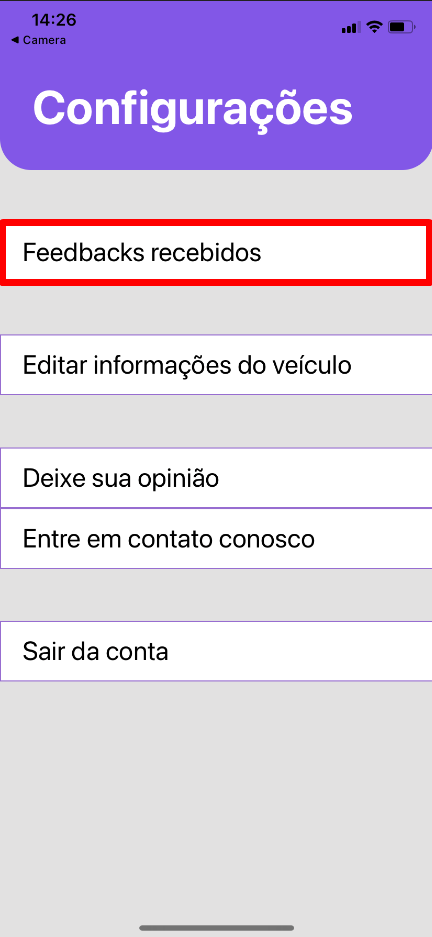 14:26
◄ Camera
Configurações
Feedbacks recebidos
Editar informações do veículo
Deixe sua opinião
Entre em contato conosco
Sair da conta